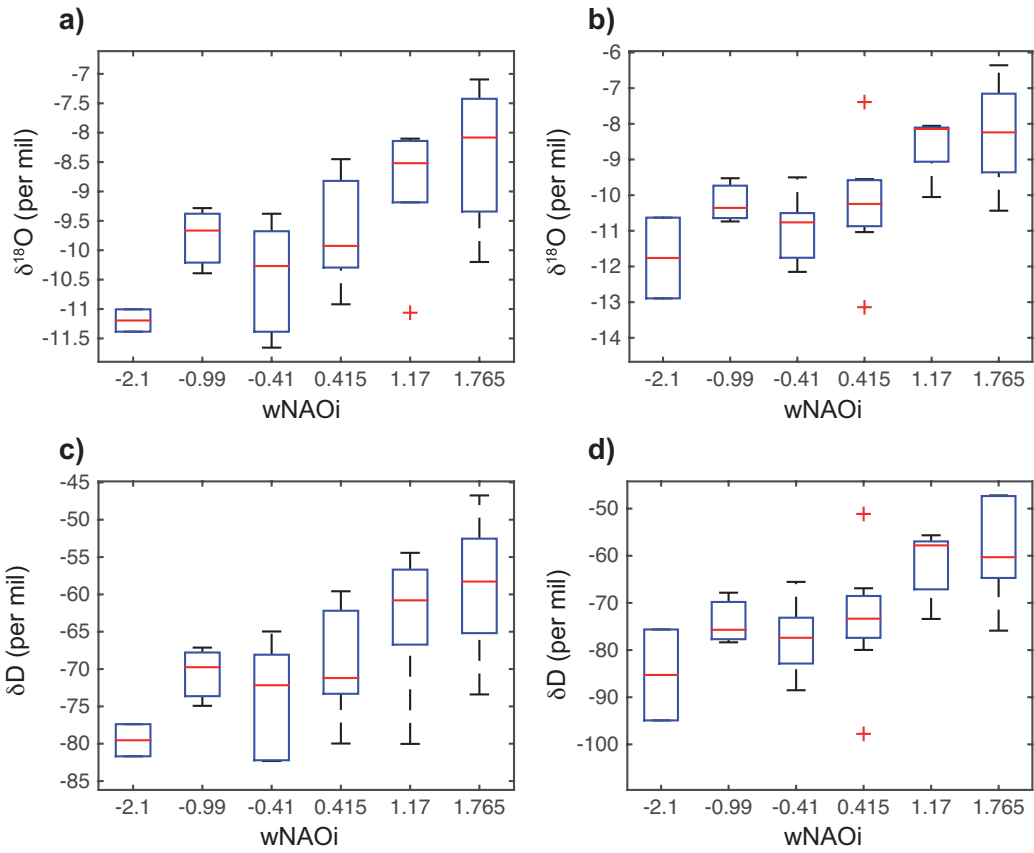 a)
δ¹⁸O (per mil)
-7
-7.5
-8
-8.5
-9
-9.5
-10
-10.5
-11
-11.5
-2.1 -0.99 -0.41 0.415 1.17 1.765
wNAOi
b)
δ¹⁸O (per mil)
-6
-7
-8
-9
-10
-11
-12
-13
-14
-2.1 -0.99 -0.41 0.415 1.17 1.765
wNAOi
c)
δD (per mil)
-45
-50
-55
-60
-65
-70
-75
-80
-85
-2.1 -0.99 -0.41 0.415 1.17 1.765
wNAOi
d)
δD (per mil)
-50
-60
-70
-80
-90
-100
-2.1 -0.99 -0.41 0.415 1.17 1.765
wNAOi